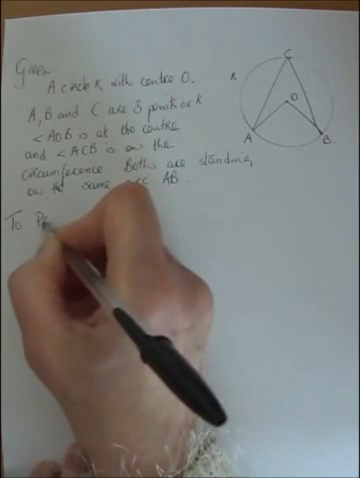 Given
A circle K with centre O.
A, B and C are 3 points on K
<AOB is at the centre
and <ACB is on the
circumference Both are standing
on the same arc AB.
To Pr
C
K
O
A
B